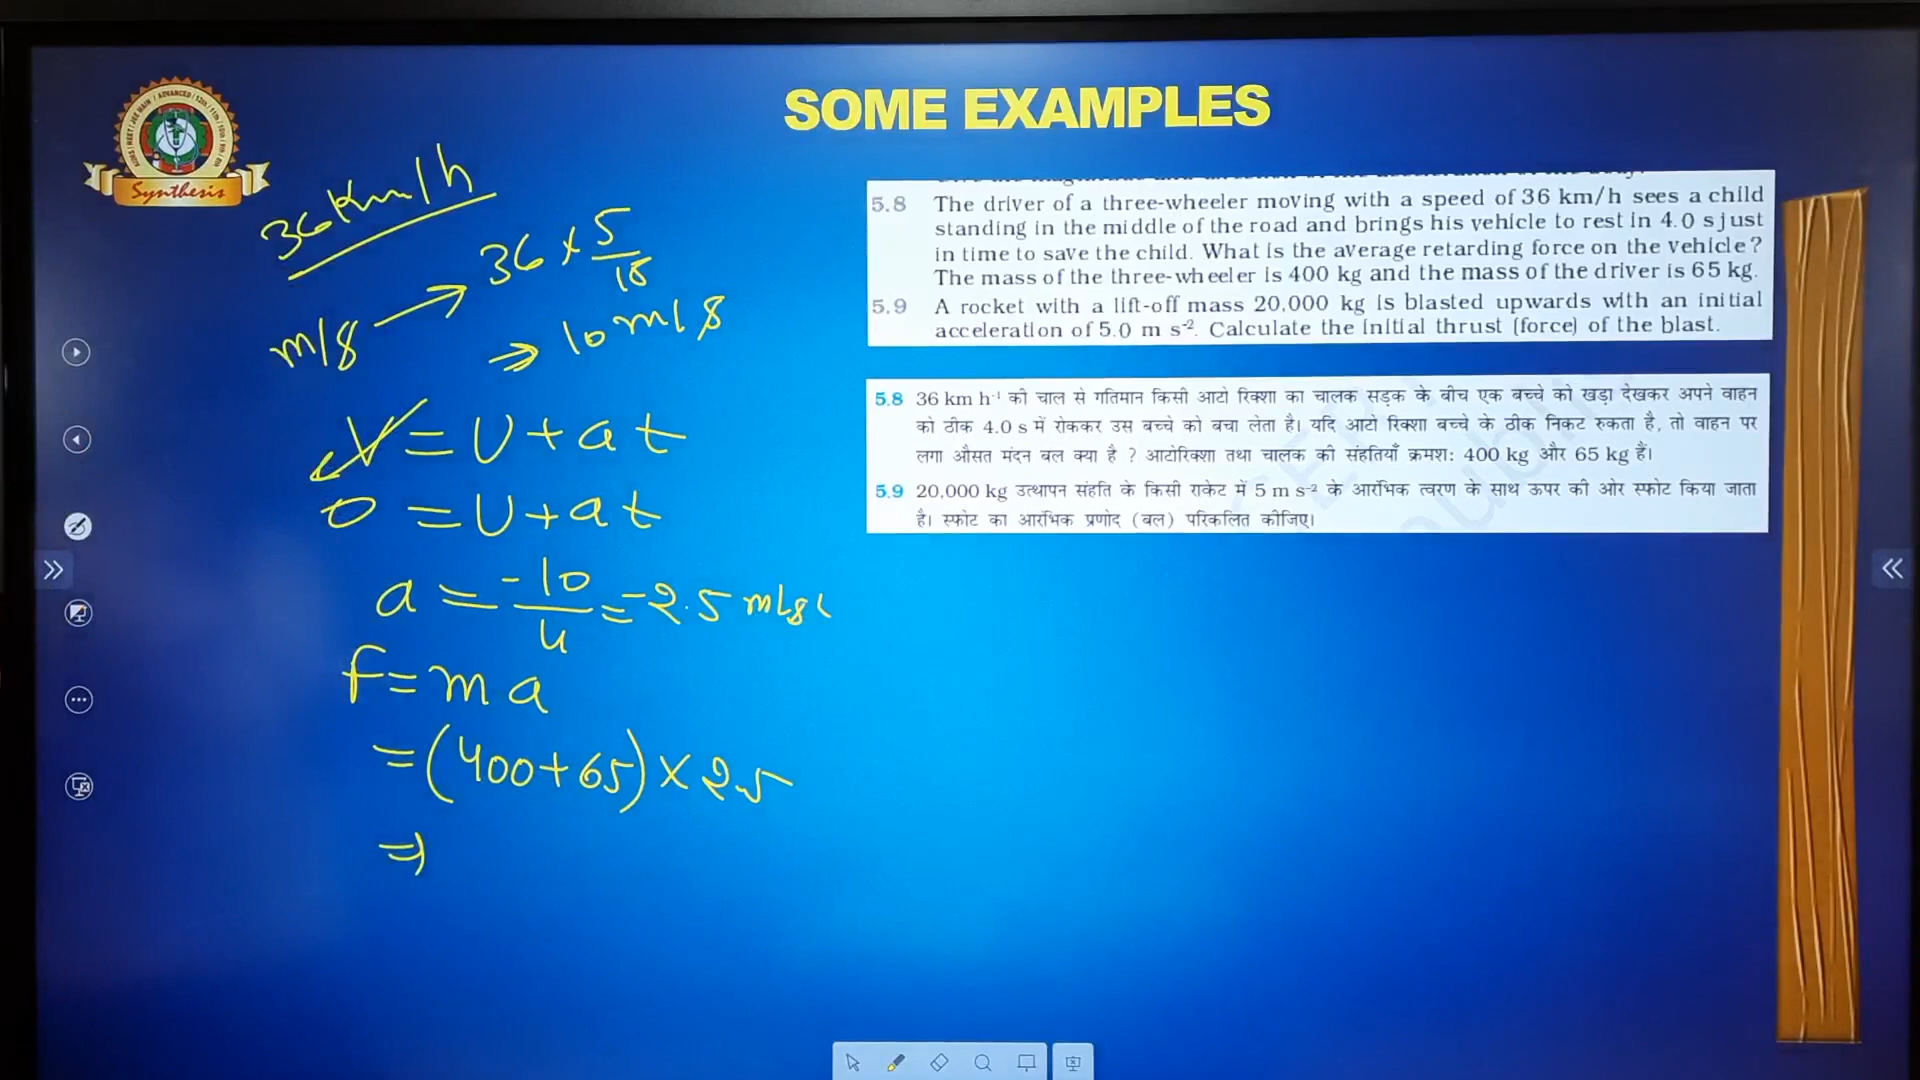 SOME EXAMPLES
Synthesis
36 Km/h
m/s → 36 × 5/18
⇒ 10 m/s
V = U + at
0 = U + at
a = -10/4 = -2.5 m/s
f = ma
= (400+65) × 2.5
⇒
5.8 The driver of a three-wheeler moving with a speed of 36 km/h sees a child
standing in the middle of the road and brings his vehicle to rest in 4.0 s just
in time to save the child. What is the average retarding force on the vehicle?
The mass of the three-wheeler is 400 kg and the mass of the driver is 65 kg.
5.9 A rocket with a lift-off mass 20,000 kg is blasted upwards with an initial
acceleration of 5.0 m s⁻². Calculate the initial thrust (force) of the blast.
5.8 36 km h⁻¹ की चाल से गतिमान किसी आटो रिक्शा का चालक सड़क के बीच एक बच्चे को खड़ा देखकर अपने वाहन
को ठीक 4.0 s में रोककर उस बच्चे को बचा लेता है। यदि आटो रिक्शा बच्चे के ठीक निकट रुकता है, तो वाहन पर
लगा औसत मंदन बल क्या है ? आटोरिक्शा तथा चालक की संहतियाँ क्रमश: 400 kg और 65 kg हैं।
5.9 20,000 kg उत्थापन संहति के किसी राकेट में 5 m s⁻² के आरंभिक त्वरण के साथ ऊपर की ओर स्फोट किया जाता
है। स्फोट का आरंभिक प्रणोद (बल) परिकलित कीजिए।